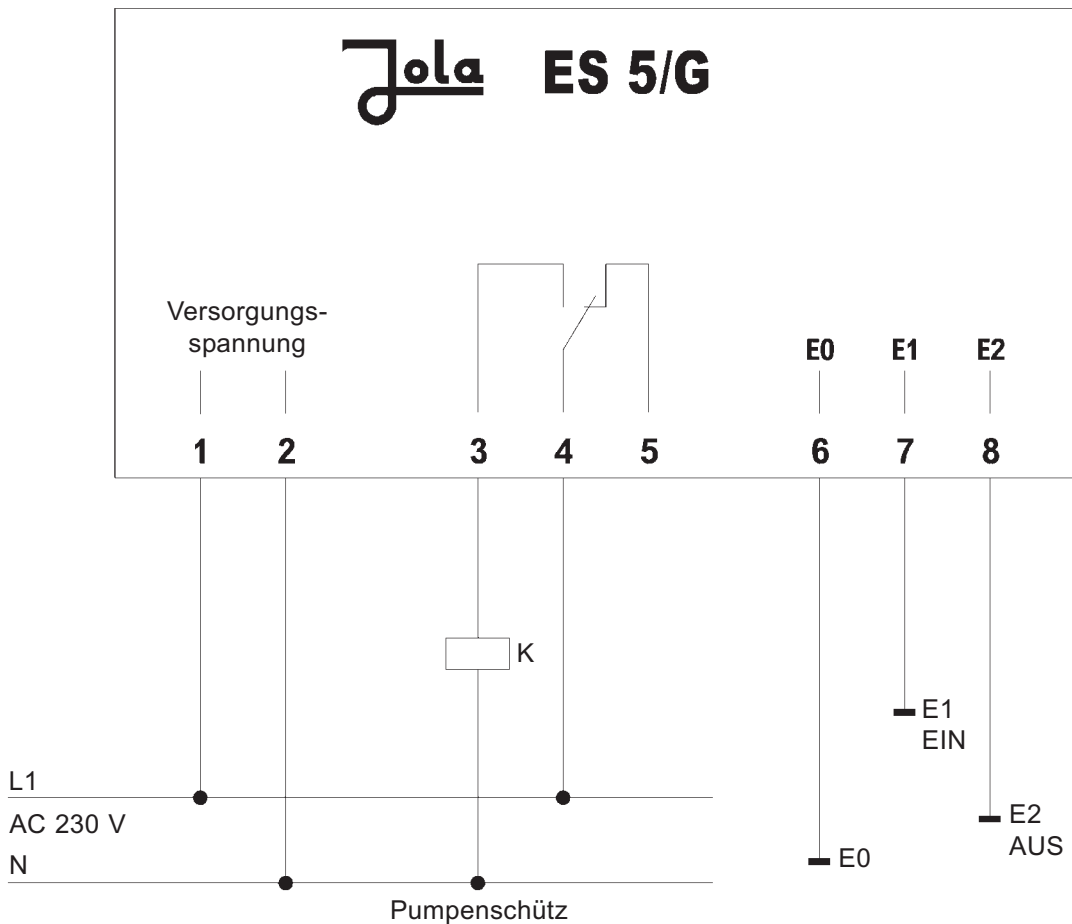 Jola ES 5/G
Versorgungs-
spannung
E0 E1 E2
1 2 3 4 5 6 7 8
K
E1
EIN
L1
AC 230 V
E2
AUS
E0
N
Pumpenschütz